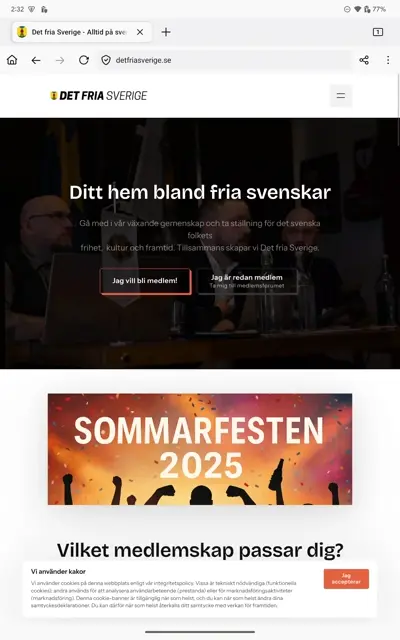 2:32
77%
Det fria Sverige - Alltid på sve
1
detfriasverige.se
DET FRIA SVERIGE
Ditt hem bland fria svenskar
Gå med i vår växande gemenskap och ta ställning för det svenska
folkets
frihet, kultur och framtid. Tillsammans skapar vi Det fria Sverige.
Jag vill bli medlem!
Jag är redan medlem
Ta mig till medlemsforumet
SOMMARFESTEN
2025
Vilket medlemskap passar dig?
Vi använder kakor
Vi använder cookies på denna webbplats enligt vår integritetspolicy. Vissa är tekniskt nödvändiga (funktionella
cookies); andra används för att analysera användarbeteende (prestanda) eller för marknadsföringsaktiviteter
(marknadsföring). Denna cookie-banner är tillgänglig när som helst, och du kan när som helst ändra dina
samtyckesdeklarationer. Du kan därför när som helst återkalla ditt samtycke med verkan för framtiden.
Jag
accepterar